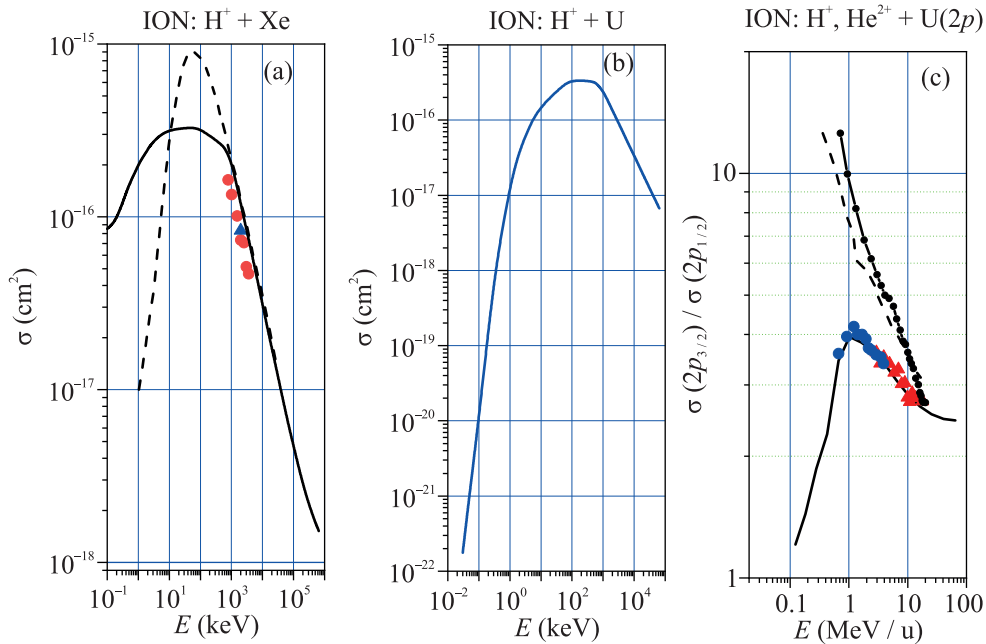 ION: H⁺ + Xe
(a)
10⁻¹⁵
10⁻¹⁶
10⁻¹⁷
10⁻¹⁸
σ (cm²)
10⁻¹ 10¹ 10³ 10⁵
E (keV)
ION: H⁺ + U
(b)
10⁻¹⁵
10⁻¹⁶
10⁻¹⁷
10⁻¹⁸
10⁻¹⁹
10⁻²⁰
10⁻²¹
10⁻²²
σ (cm²)
10⁻² 10⁰ 10² 10⁴
E (keV)
ION: H⁺, He²⁺ + U(2p)
(c)
10
1
σ (2p₃/₂) / σ (2p₁/₂)
0.1 1 10 100
E (MeV / u)